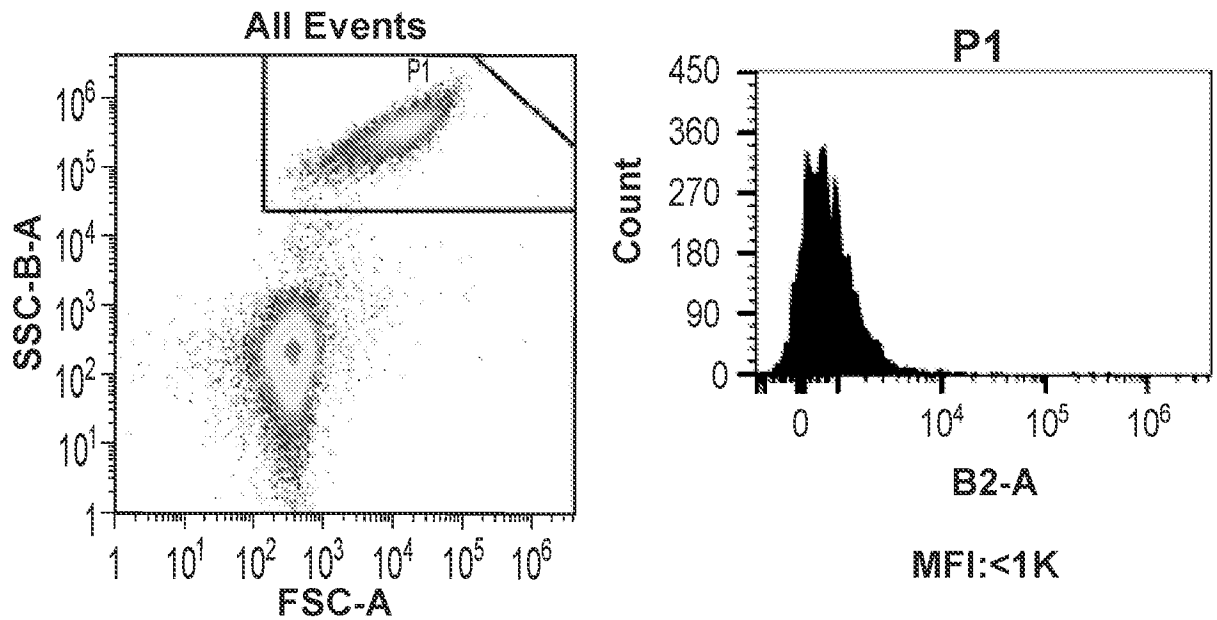 All Events
P1
10⁶
10⁵
10⁴
10³
10²
10¹
1
SSC-B-A
1 10¹ 10² 10³ 10⁴ 10⁵ 10⁶
FSC-A
P1
450
360
270
180
90
0
Count
0 10⁴ 10⁵ 10⁶
B2-A
MFI:<1K